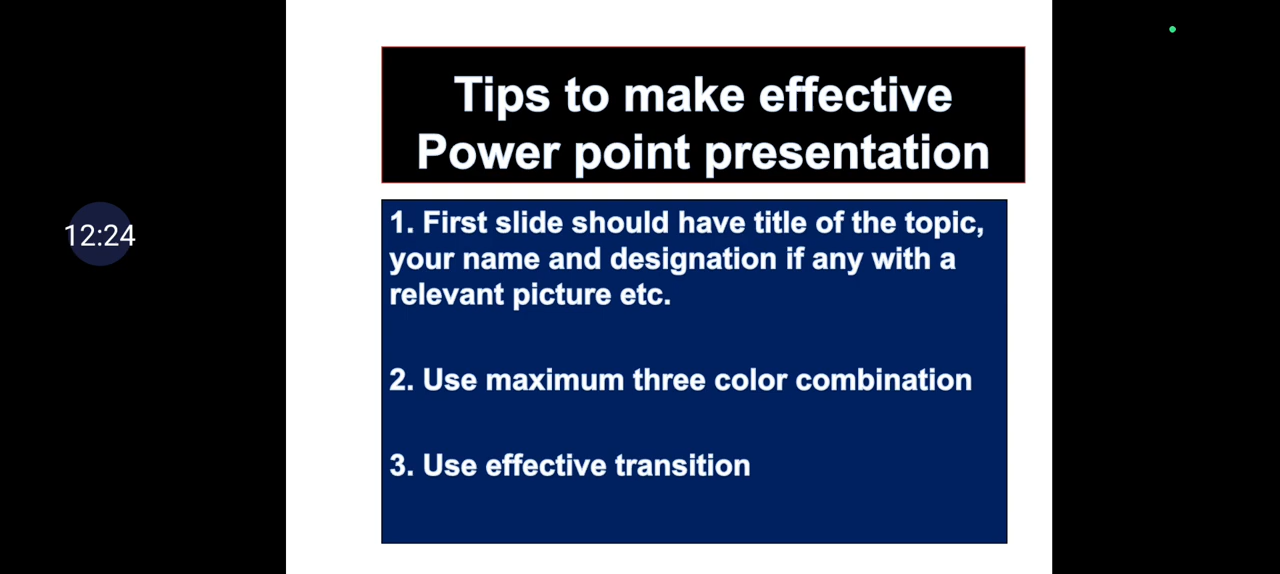 Tips to make effective
Power point presentation
12:24
1. First slide should have title of the topic,
your name and designation if any with a
relevant picture etc.
2. Use maximum three color combination
3. Use effective transition